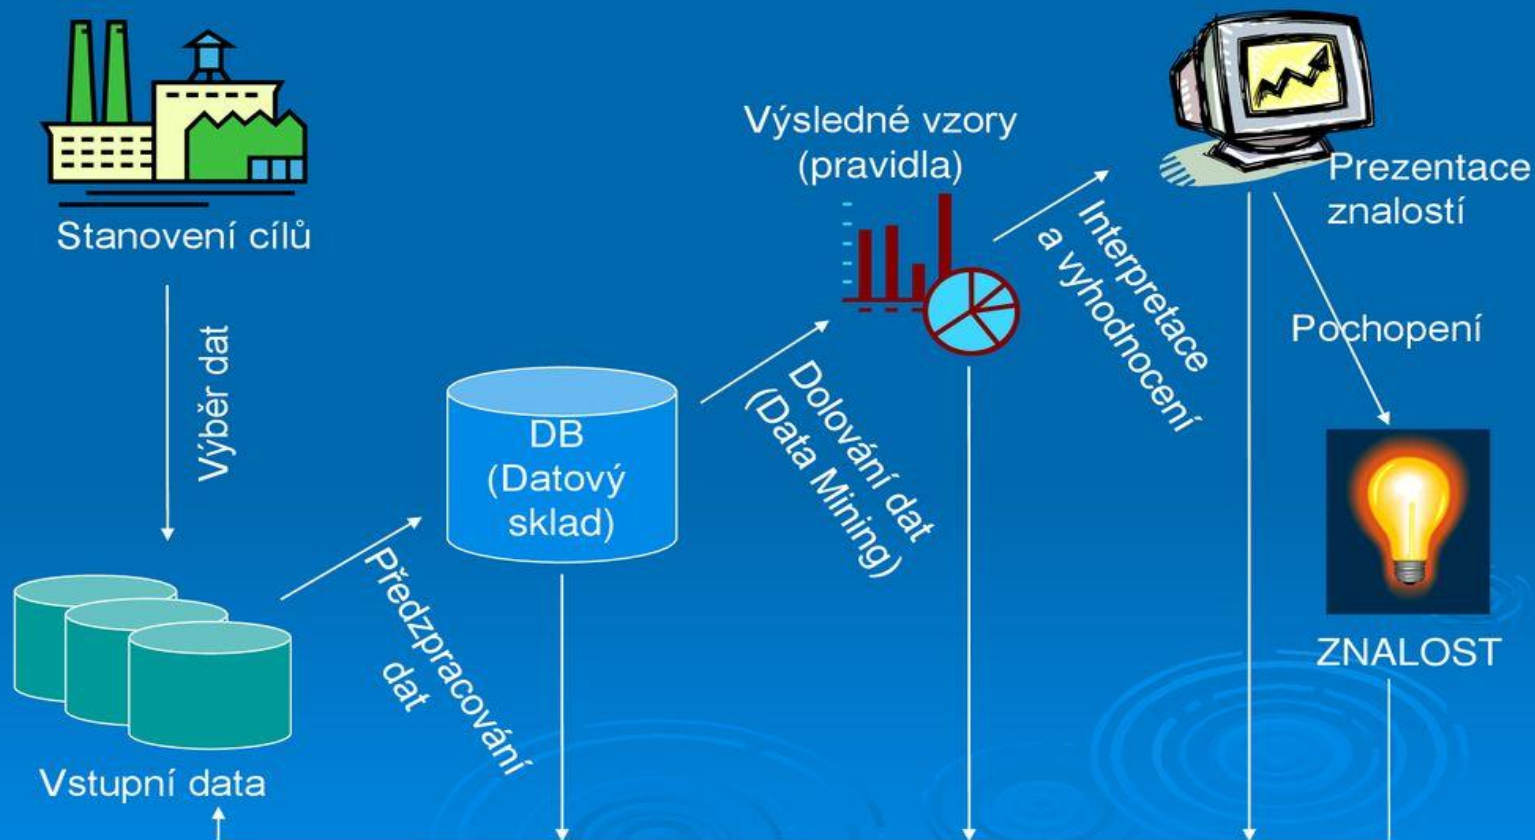 Stanovení cílů
Výběr dat
Vstupní data
Předzpracování
dat
DB
(Datový
sklad)
Dolování dat
(Data Mining)
Výsledné vzory
(pravidla)
Interpretace
a vyhodnocení
Prezentace
znalostí
Pochopení
ZNALOST